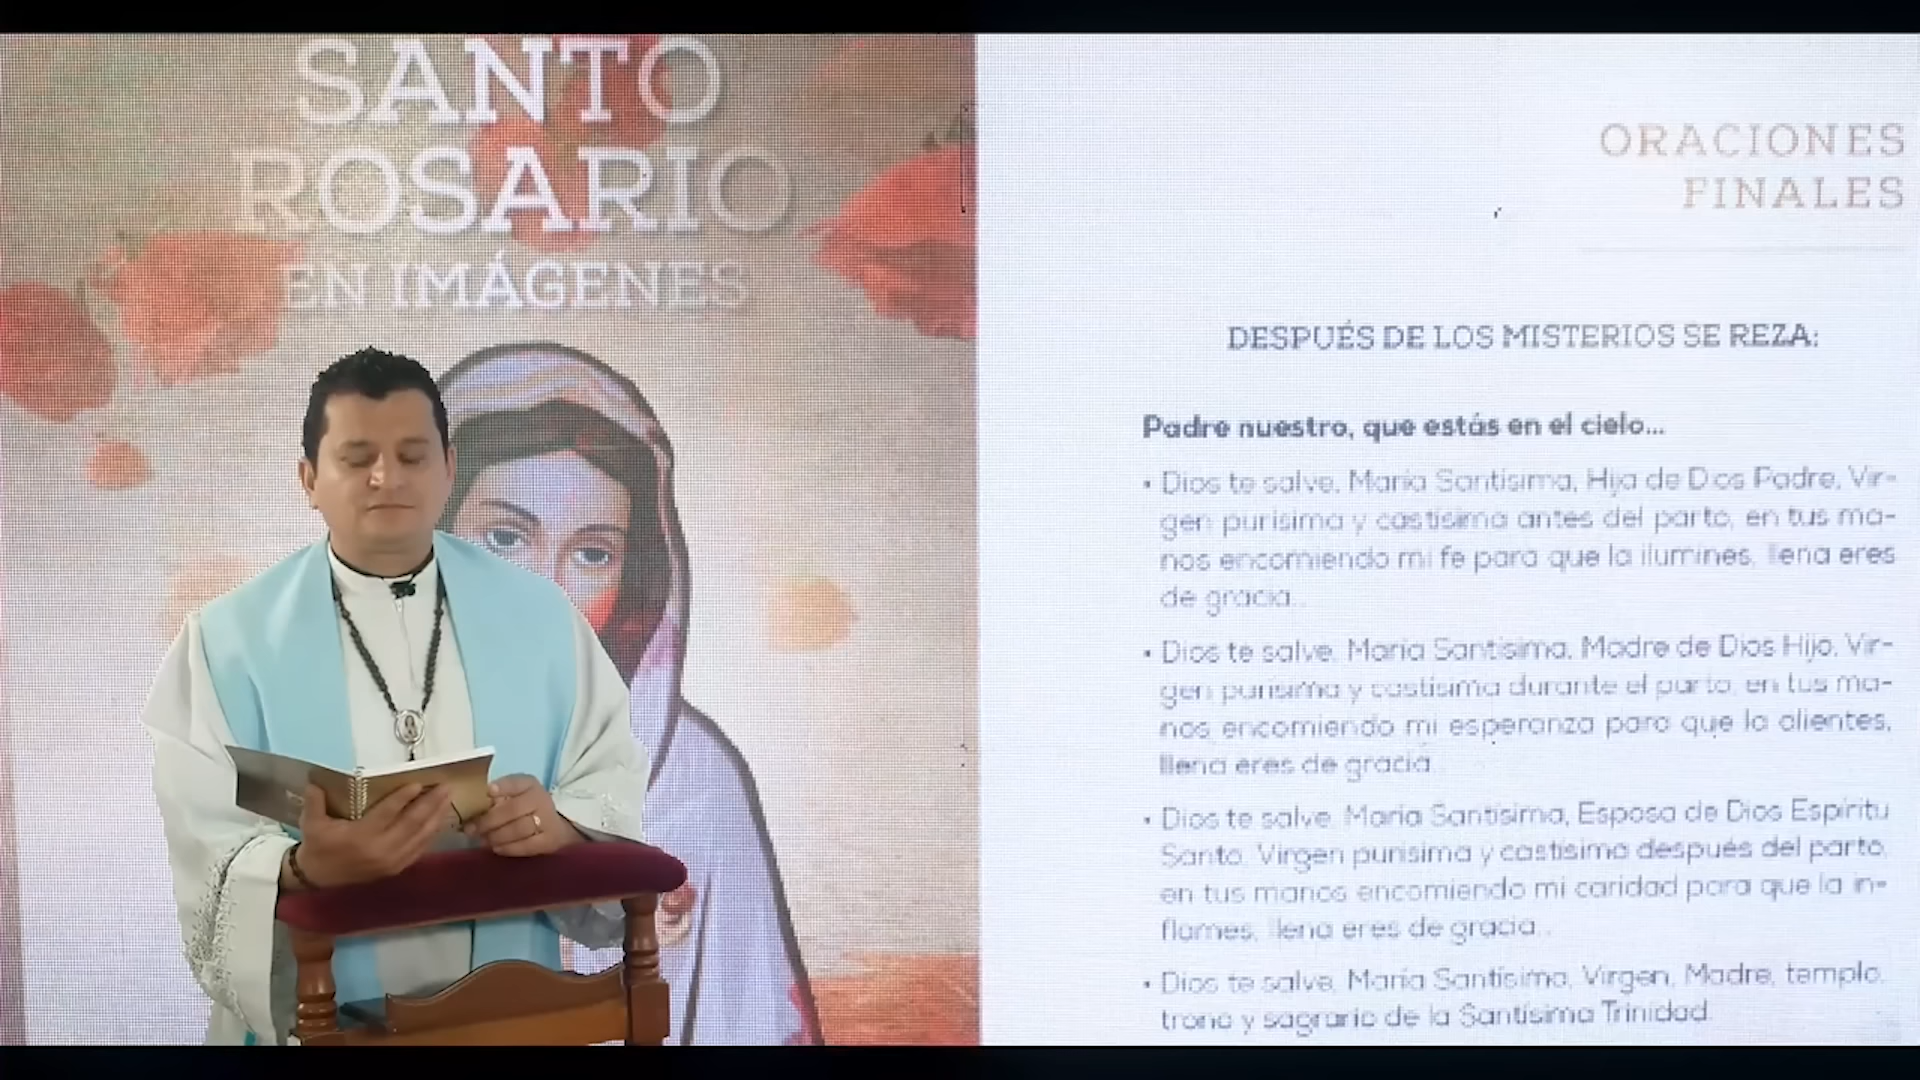 SANTO
ROSARIO
EN IMÁGENES
ORACIONES
FINALES
DESPUÉS DE LOS MISTERIOS SE REZA:
Padre nuestro, que estás en el cielo...
• Dios te salve, María Santísima, Hija de Dios Padre, Vir-
gen purísima y castísima antes del parto, en tus ma-
nos encomiendo mi fe para que la ilumines, llena eres
de gracia...
• Dios te salve, María Santísima, Madre de Dios Hijo, Vir-
gen purísima y castísima durante el parto, en tus ma-
nos encomiendo mi esperanza para que la alientes,
llena eres de gracia...
• Dios te salve, María Santísima, Esposa de Dios Espíritu
Santo, Virgen purísima y castísima después del parto,
en tus manos encomiendo mi caridad para que la in-
flames, llena eres de gracia...
• Dios te salve, María Santísima, Virgen, Madre, templo,
trono y sagrario de la Santísima Trinidad.